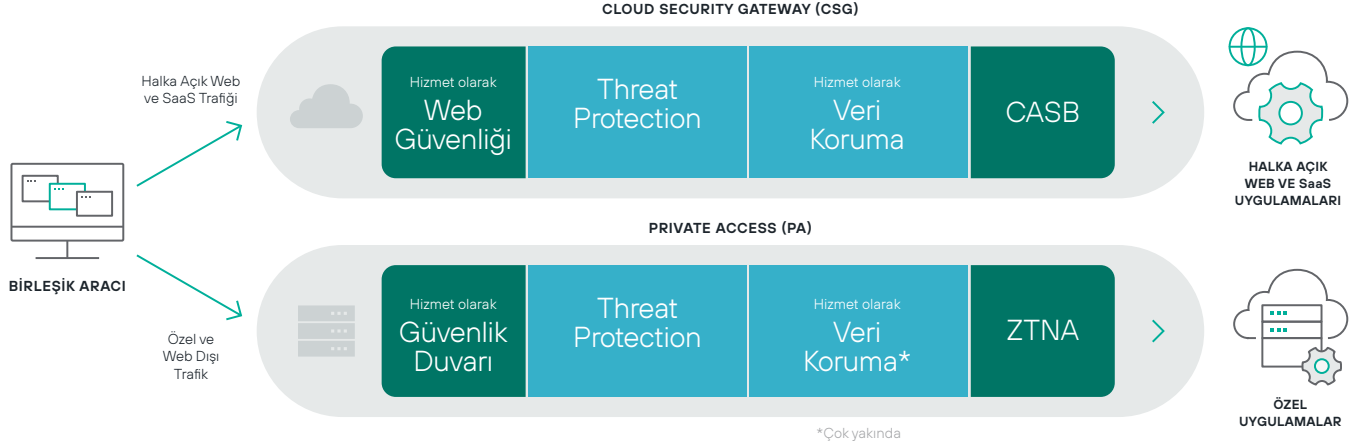 CLOUD SECURITY GATEWAY (CSG)
Halka Açık Web
ve SaaS Trafiği
Hizmet olarak
Web
Güvenliği
Threat
Protection
Hizmet olarak
Veri
Koruma
CASB
HALKA AÇIK
WEB VE SaaS
UYGULAMALARI
BİRLEŞİK ARACI
PRIVATE ACCESS (PA)
Özel ve
Web Dışı
Trafik
Hizmet olarak
Güvenlik
Duvarı
Threat
Protection
Hizmet olarak
Veri
Koruma*
ZTNA
ÖZEL
UYGULAMALAR
*Çok yakında